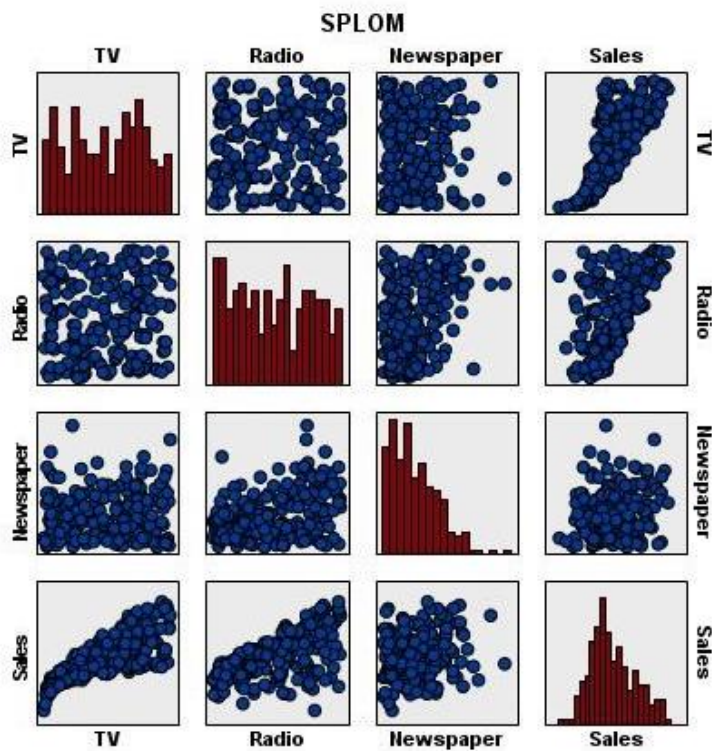 SPLOM
TV Radio Newspaper Sales
TV TV
Radio Radio
Newspaper Newspaper
Sales Sales
TV Radio Newspaper Sales